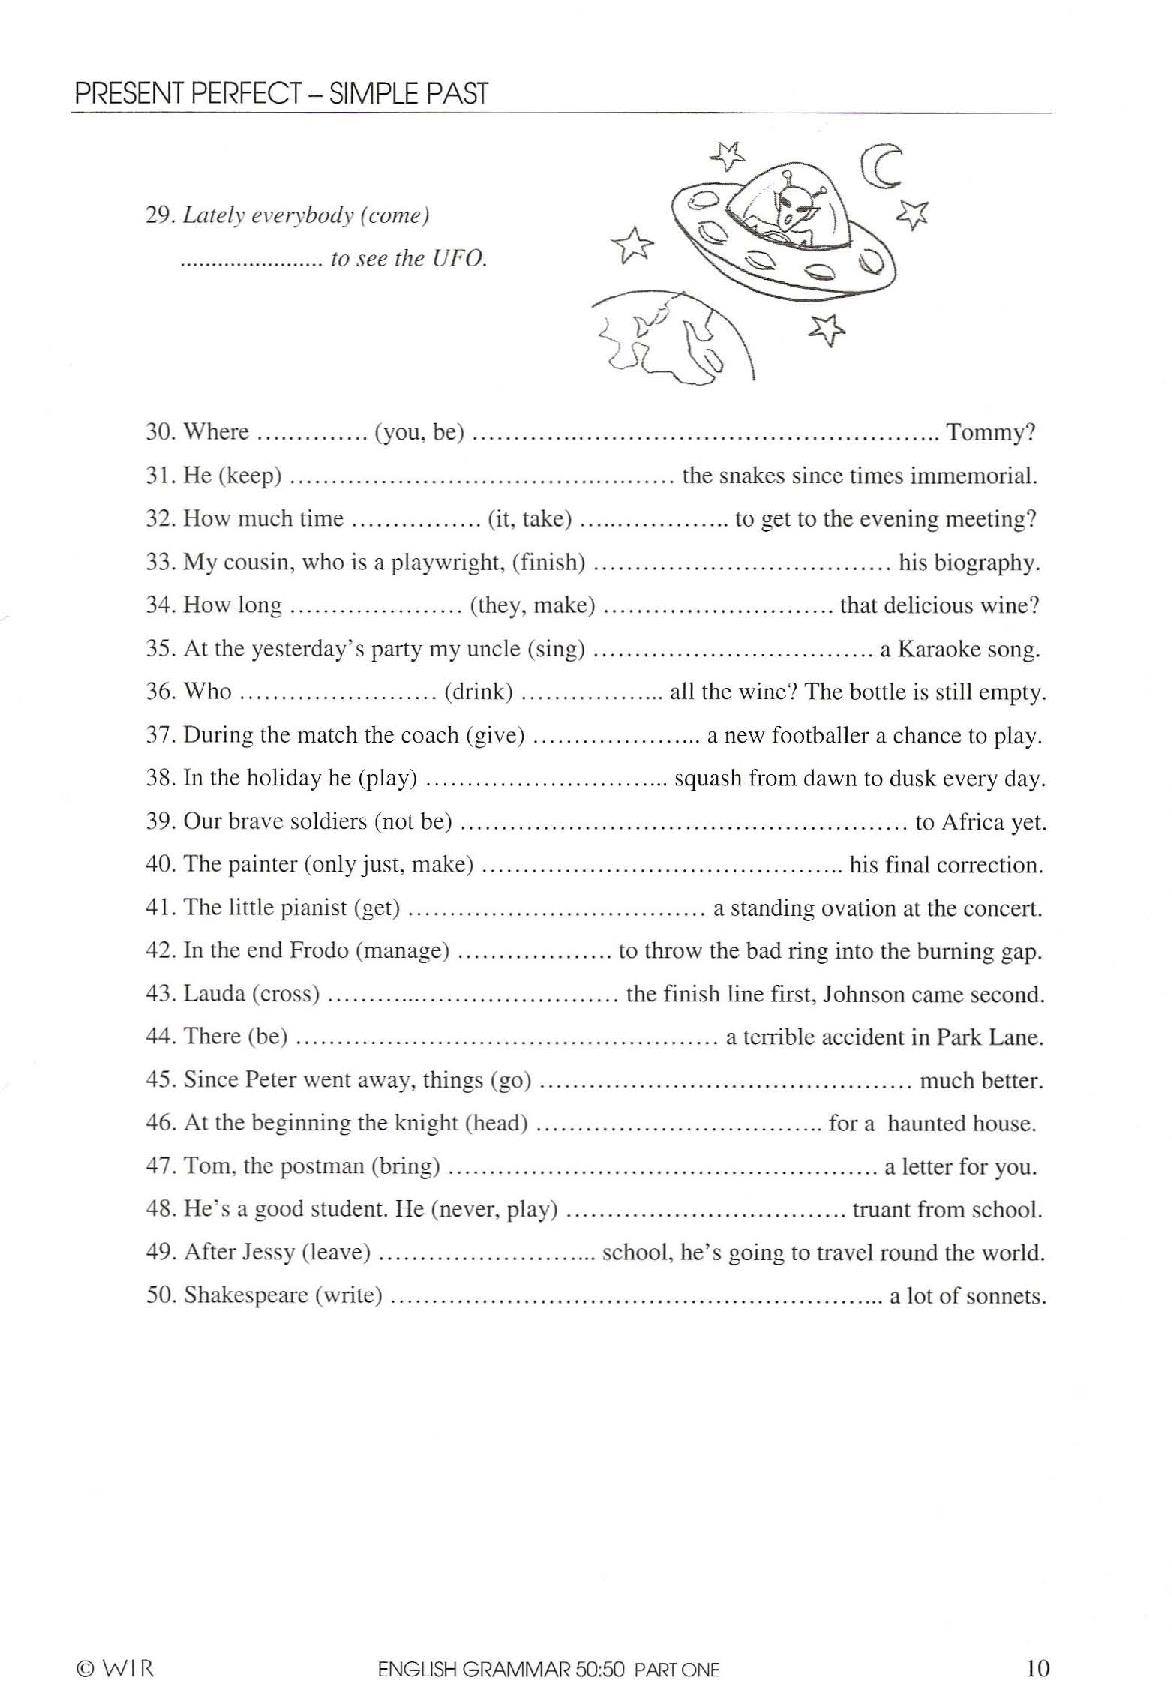 PRESENT PERFECT – SIMPLE PAST
29. Lately everybody (come)
....................... to see the UFO.
30. Where .............. (you, be) ......................................................... Tommy?
31. He (keep) ............................................... the snakes since times immemorial.
32. How much time ................ (it, take) .................. to get to the evening meeting?
33. My cousin, who is a playwright, (finish) .................................... his biography.
34. How long ..................... (they, make) ............................ that delicious wine?
35. At the yesterday's party my uncle (sing) .................................. a Karaoke song.
36. Who ........................ (drink) ................. all the wine? The bottle is still empty.
37. During the match the coach (give) ..................... a new footballer a chance to play.
38. In the holiday he (play) ............................. squash from dawn to dusk every day.
39. Our brave soldiers (not be) ...................................................... to Africa yet.
40. The painter (only just, make) ............................................ his final correction.
41. The little pianist (get) .................................... a standing ovation at the concert.
42. In the end Frodo (manage) ................... to throw the bad ring into the burning gap.
43. Lauda (cross) ................................... the finish line first, Johnson came second.
44. There (be) ................................................... a terrible accident in Park Lane.
45. Since Peter went away, things (go) ............................................. much better.
46. At the beginning the knight (head) ................................... for a haunted house.
47. Tom, the postman (bring) .................................................... a letter for you.
48. He's a good student. He (never, play) .................................. truant from school.
49. After Jessy (leave) .......................... school, he's going to travel round the world.
50. Shakespeare (write) ............................................................ a lot of sonnets.
© WIR ENGLISH GRAMMAR 50:50 PART ONE 10